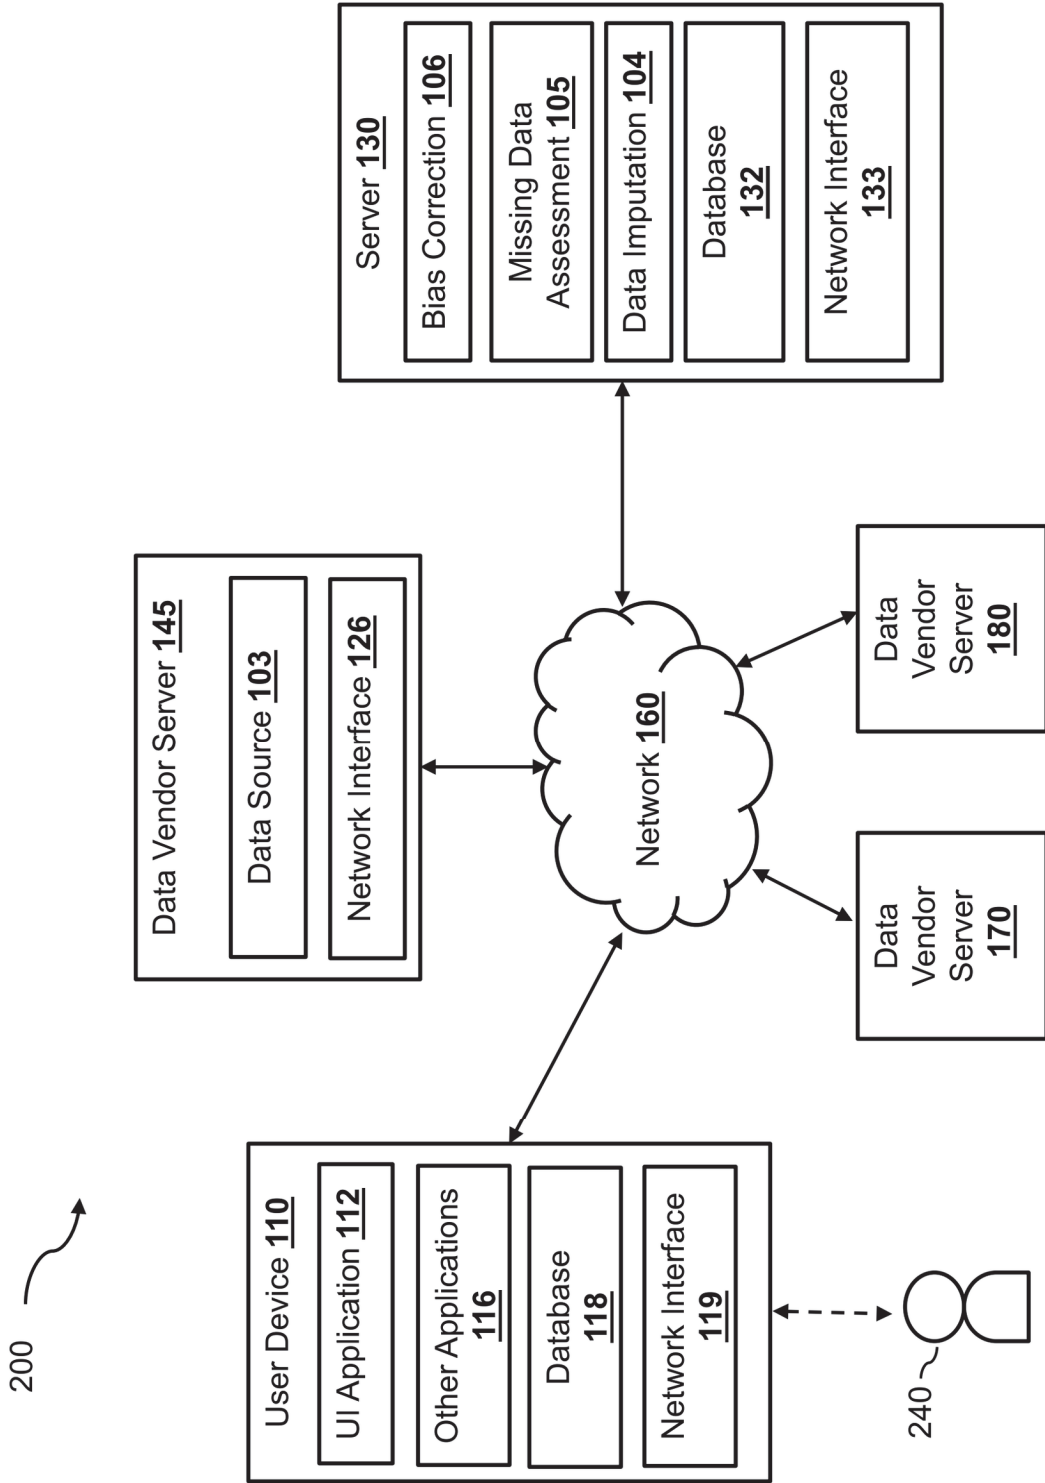 200
User Device 110
UI Application 112
Other Applications
116
Database
118
Network Interface
119
240
Data Vendor Server 145
Data Source 103
Network Interface 126
Network 160
Data
Vendor
Server
170
Data
Vendor
Server
180
Server 130
Bias Correction 106
Missing Data
Assessment 105
Data Imputation 104
Database
132
Network Interface
133